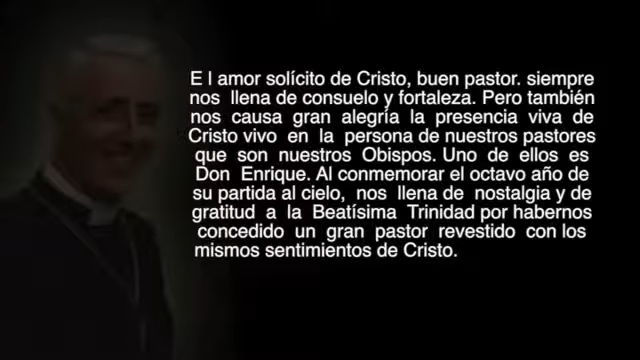 E l amor solícito de Cristo, buen pastor. siempre
nos llena de consuelo y fortaleza. Pero también
nos causa gran alegría la presencia viva de
Cristo vivo en la persona de nuestros pastores
que son nuestros Obispos. Uno de ellos es
Don Enrique. Al conmemorar el octavo año de
su partida al cielo, nos llena de nostalgia y de
gratitud a la Beatísima Trinidad por habernos
concedido un gran pastor revestido con los
mismos sentimientos de Cristo.